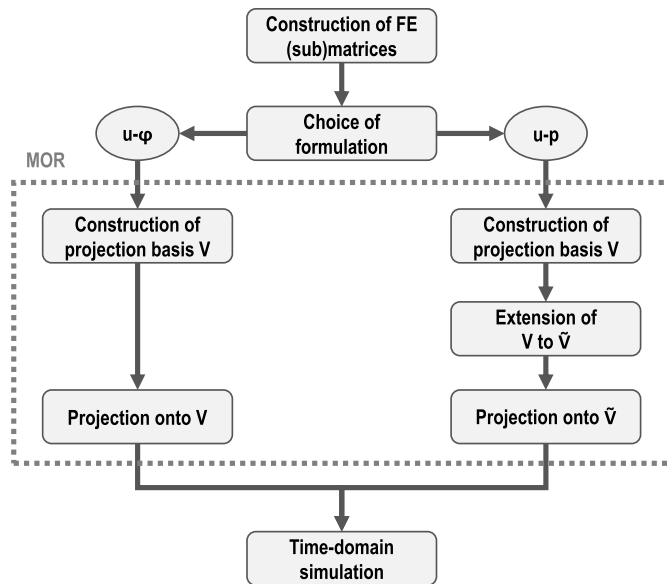 Construction of FE
(sub)matrices
u-φ
Choice of
formulation
u-p
MOR
Construction of
projection basis V
Construction of
projection basis V
Extension of
V to Ṽ
Projection onto V
Projection onto Ṽ
Time-domain
simulation